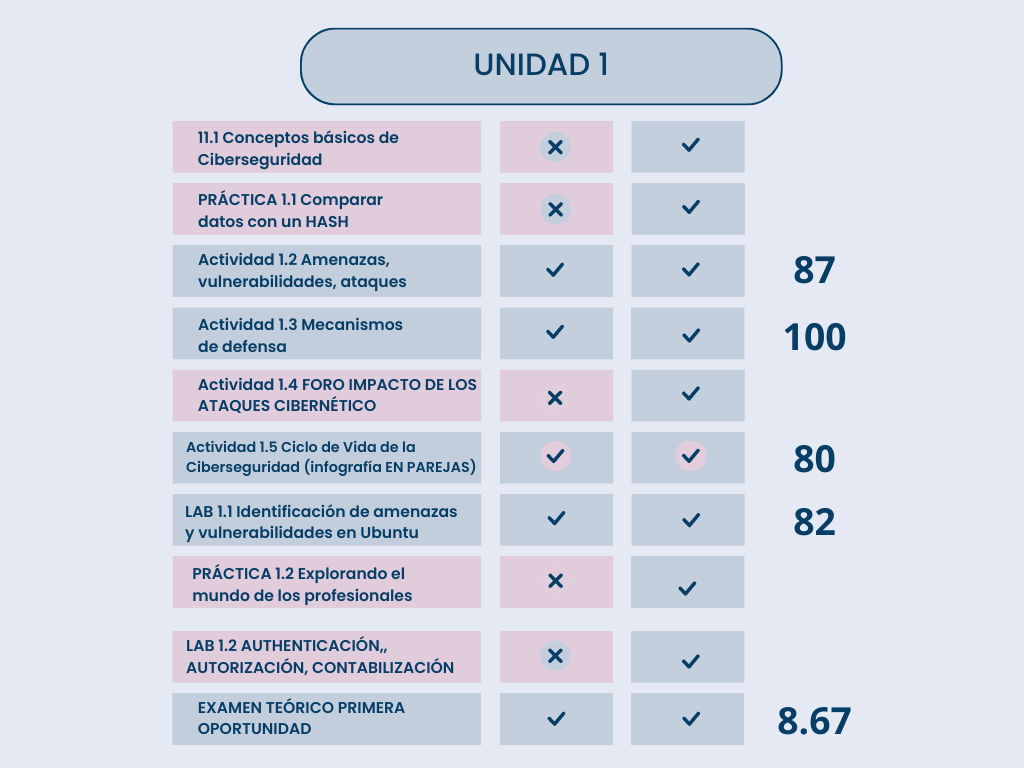 UNIDAD 1
11.1 Conceptos básicos de
Ciberseguridad
PRÁCTICA 1.1 Comparar
datos con un HASH
Actividad 1.2 Amenazas,
vulnerabilidades, ataques
87
Actividad 1.3 Mecanismos
de defensa
100
Actividad 1.4 FORO IMPACTO DE LOS
ATAQUES CIBERNÉTICO
Actividad 1.5 Ciclo de Vida de la
Ciberseguridad (infografía EN PAREJAS)
80
LAB 1.1 Identificación de amenazas
y vulnerabilidades en Ubuntu
82
PRÁCTICA 1.2 Explorando el
mundo de los profesionales
LAB 1.2 AUTHENTICACIÓN,,
AUTORIZACIÓN, CONTABILIZACIÓN
EXAMEN TEÓRICO PRIMERA
OPORTUNIDAD
8.67